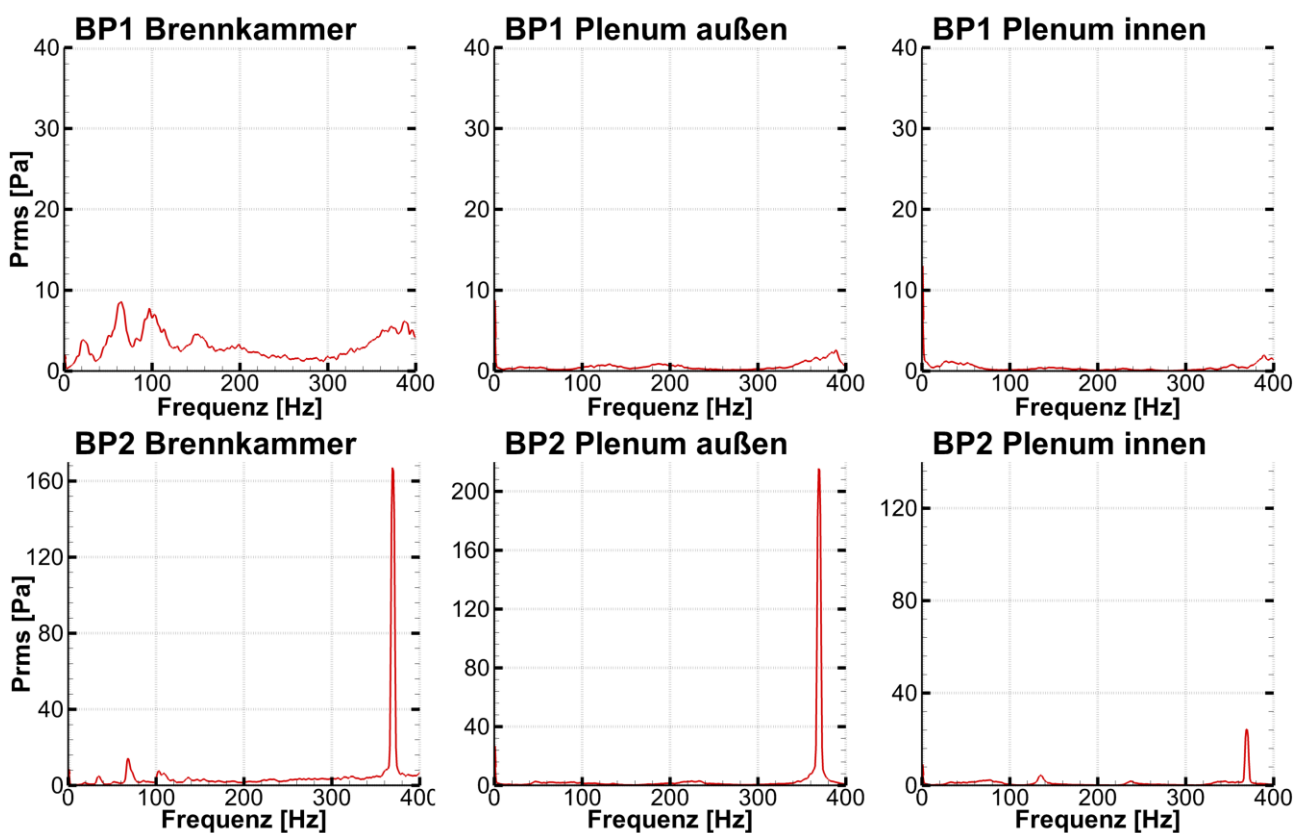 BP1 Brennkammer
40
30
20
10
0
Prms [Pa]
0 100 200 300 400
Frequenz [Hz]
BP1 Plenum außen
40
30
20
10
0
0 100 200 300 400
Frequenz [Hz]
BP1 Plenum innen
40
30
20
10
0
0 100 200 300 400
Frequenz [Hz]
BP2 Brennkammer
160
120
80
40
0
Prms [Pa]
0 100 200 300 400
Frequenz [Hz]
BP2 Plenum außen
200
160
120
80
40
0
0 100 200 300 400
Frequenz [Hz]
BP2 Plenum innen
120
80
40
0
0 100 200 300 400
Frequenz [Hz]